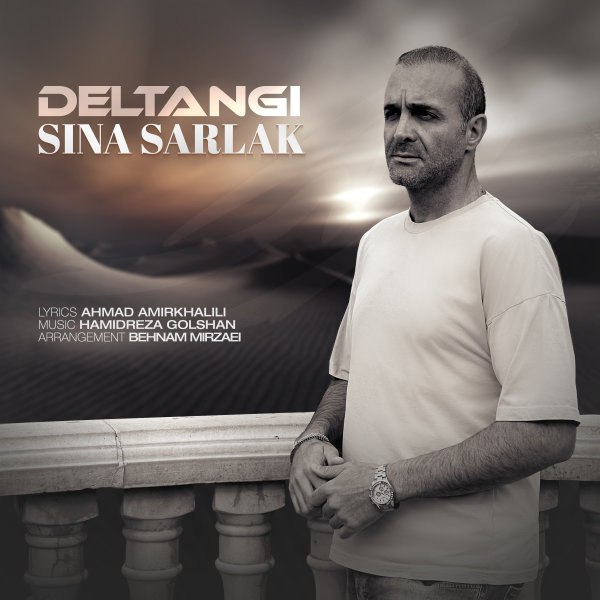 DELTANGI
SINA SARLAK
LYRICS AHMAD AMIRKHALILI
MUSIC HAMIDREZA GOLSHAN
ARRANGEMENT BEHNAM MIRZAEI